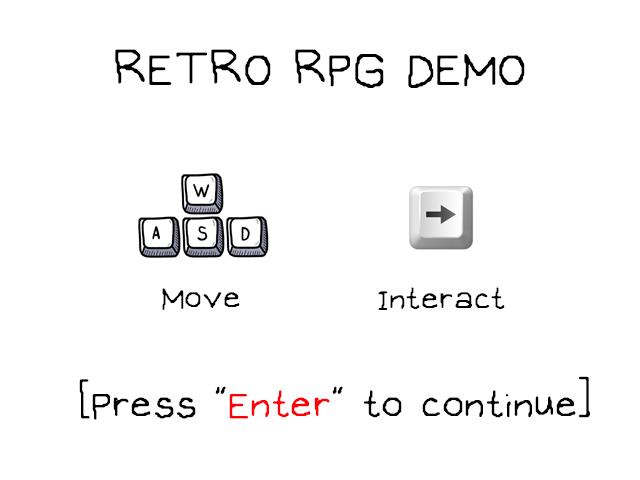 RETRO RPG DEMO
W
A S D
Move
Interact
[Press "Enter" to continue]